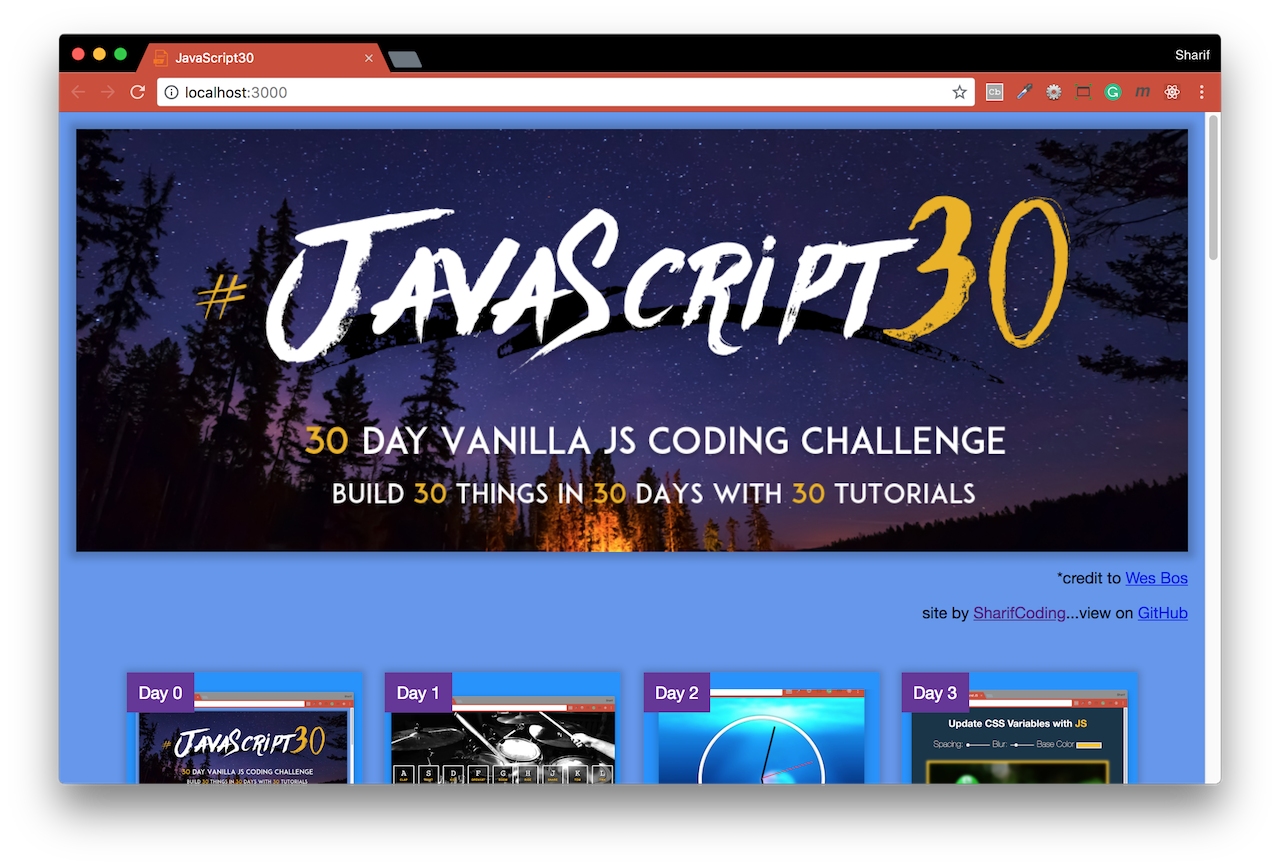 JavaScript30
Sharif
localhost:3000
Cb
G
m
#JAVASCRIPT30
30 DAY VANILLA JS CODING CHALLENGE
BUILD 30 THINGS IN 30 DAYS WITH 30 TUTORIALS
*credit to Wes Bos
site by SharifCoding...view on GitHub
Day 0
Day 1
Day 2
Day 3
#JAVASCRIPT30
30 DAY VANILLA JS CODING CHALLENGE
BUILD 30 THINGS IN 30 DAYS WITH 30 TUTORIALS
A S D F G H J K L
Update CSS Variables with JS
Spacing: Blur: Base Color